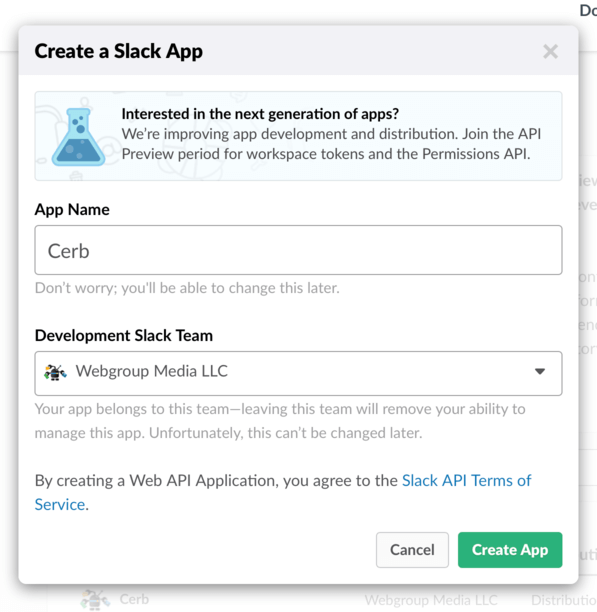 Do
Create a Slack App
Interested in the next generation of apps?
We're improving app development and distribution. Join the API
Preview period for workspace tokens and the Permissions API.
App Name
Cerb
Don't worry; you'll be able to change this later.
Development Slack Team
Webgroup Media LLC
Your app belongs to this team—leaving this team will remove your ability to
manage this app. Unfortunately, this can't be changed later.
By creating a Web API Application, you agree to the Slack API Terms of
Service.
Cancel
Create App
Cerb
Webgroup Media LLC
Distributio